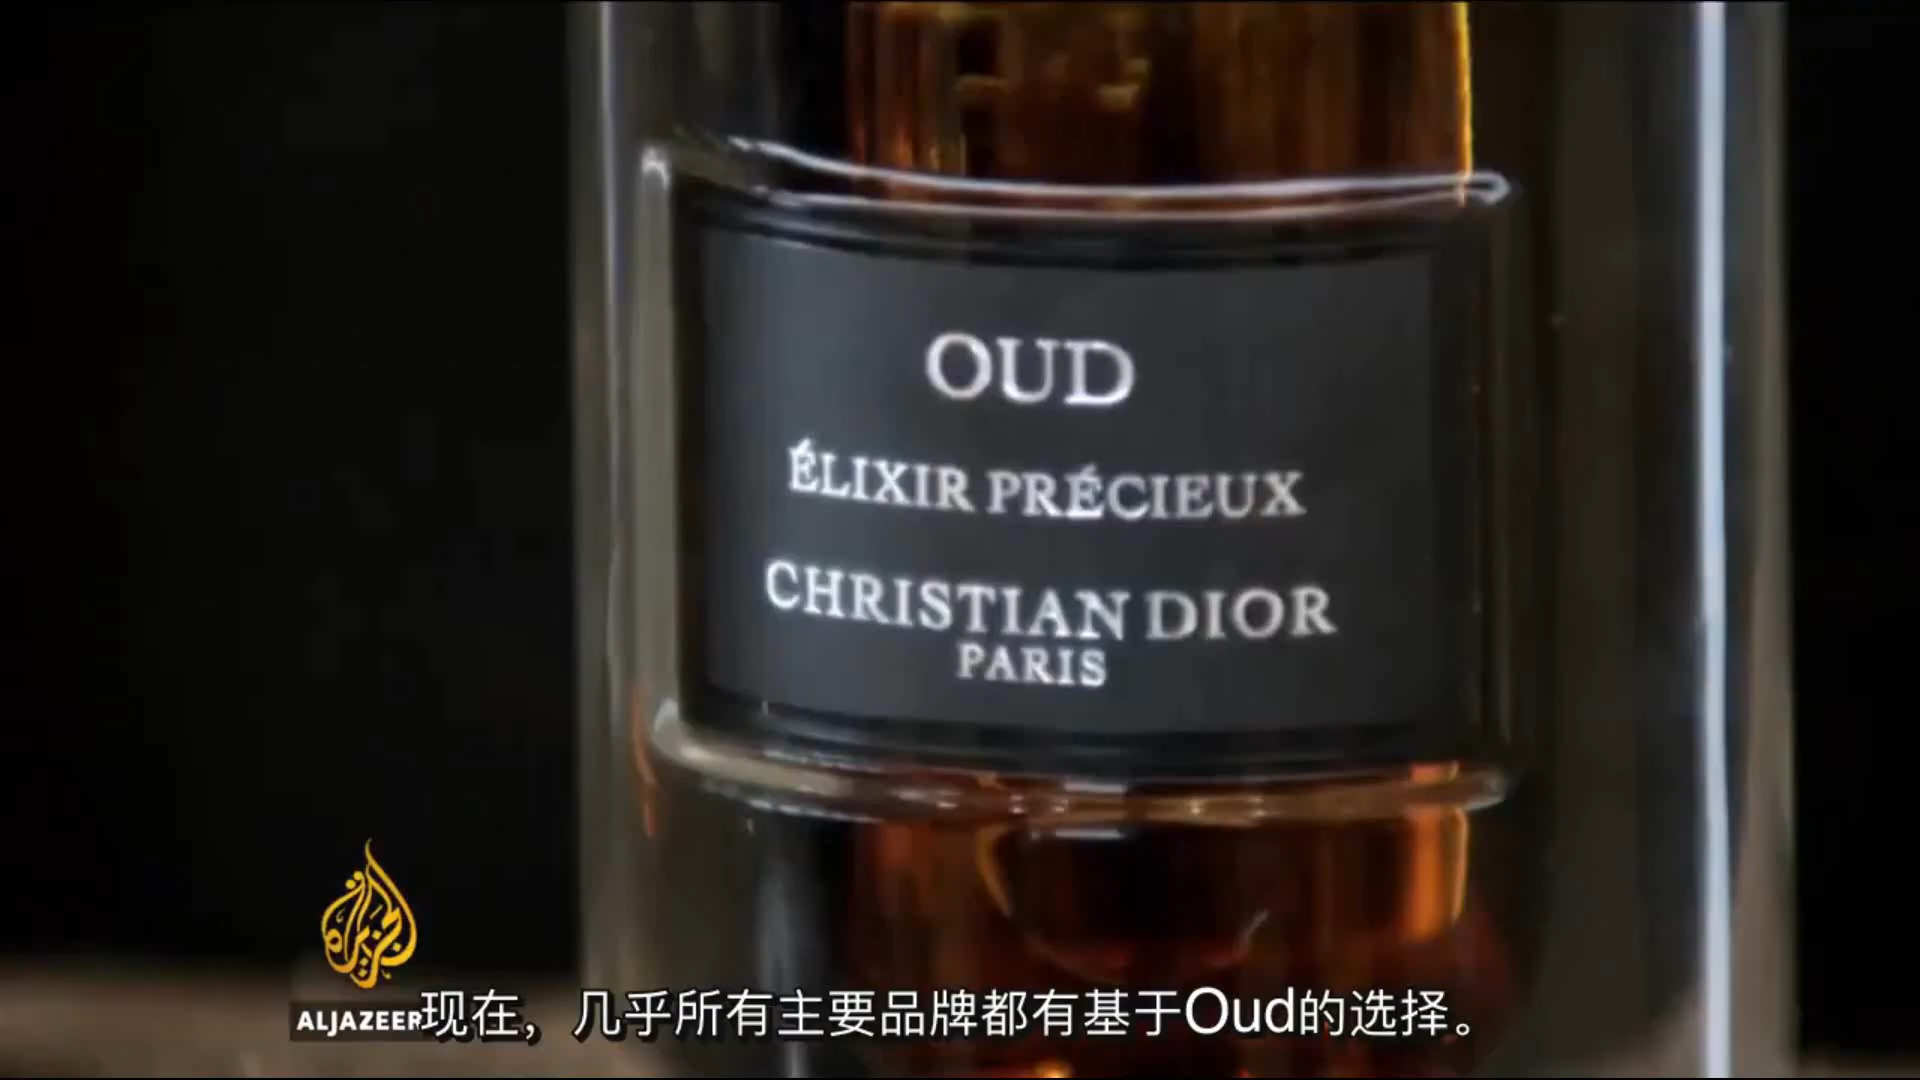 OUD
ÉLIXIR PRÉCIEUX
CHRISTIAN DIOR
PARIS
ALJAZEER
现在，几乎所有主要品牌都有基于Oud的选择。